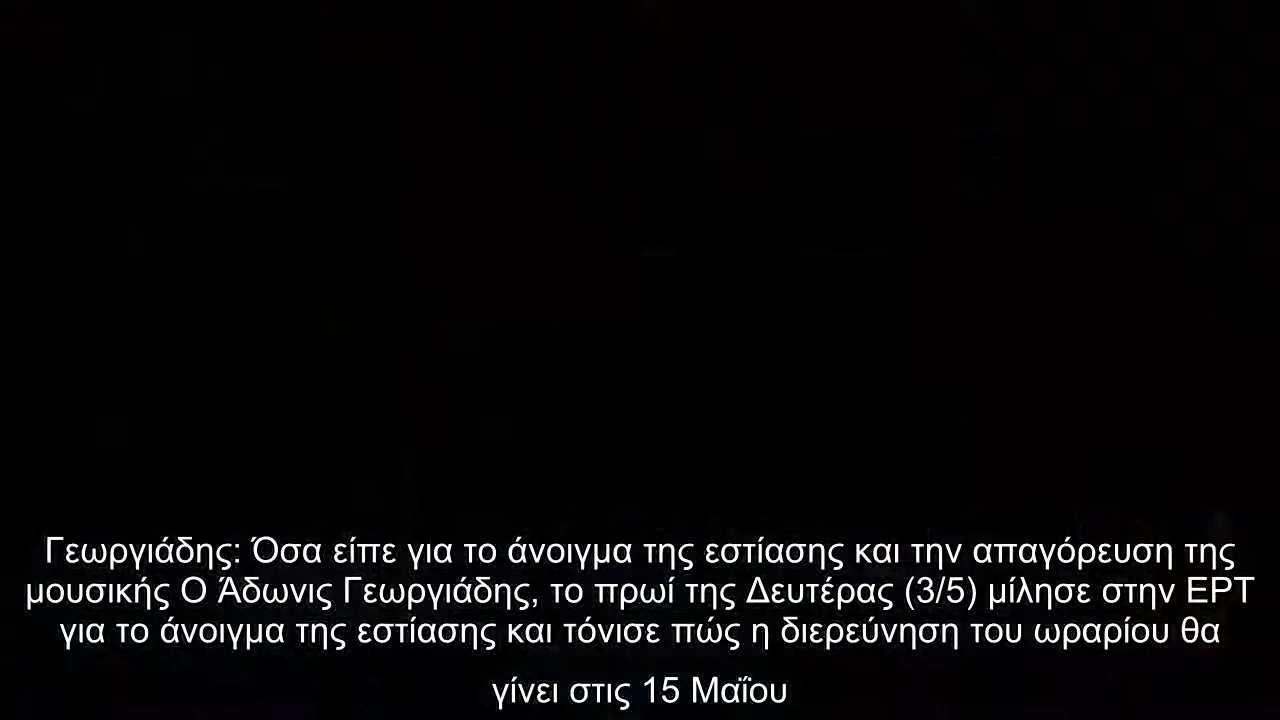 Γεωργιάδης: Όσα είπε για το άνοιγμα της εστίασης και την απαγόρευση της
μουσικής Ο Άδωνις Γεωργιάδης, το πρωί της Δευτέρας (3/5) μίλησε στην ΕΡΤ
για το άνοιγμα της εστίασης και τόνισε πώς η διερεύνηση του ωραρίου θα
γίνει στις 15 Μαΐου